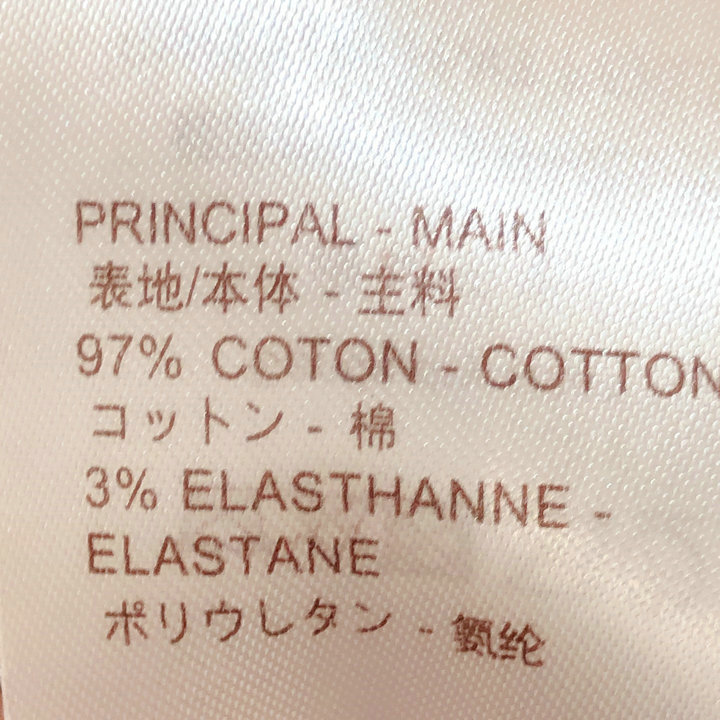 PRINCIPAL - MAIN
表地/本体 - 主料
97% COTON - COTTON
コットン - 棉
3% ELASTHANNE -
ELASTANE
ポリウレタン - 氨纶